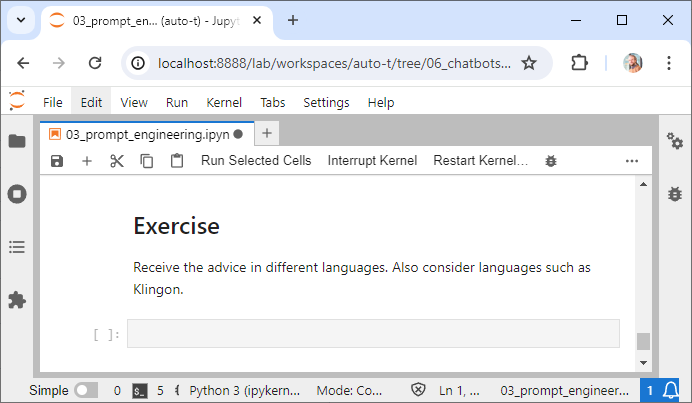 03_prompt_en... (auto-t) - Jupyt
localhost:8888/lab/workspaces/auto-t/tree/06_chatbots...
File Edit View Run Kernel Tabs Settings Help
03_prompt_engineering.ipyn
Run Selected Cells Interrupt Kernel Restart Kernel...
Exercise
Receive the advice in different languages. Also consider languages such as
Klingon.
[ ]:
Simple 0 5 Python 3 (ipykern... Mode: Co... Ln 1, ... 03_prompt_engineer... 1